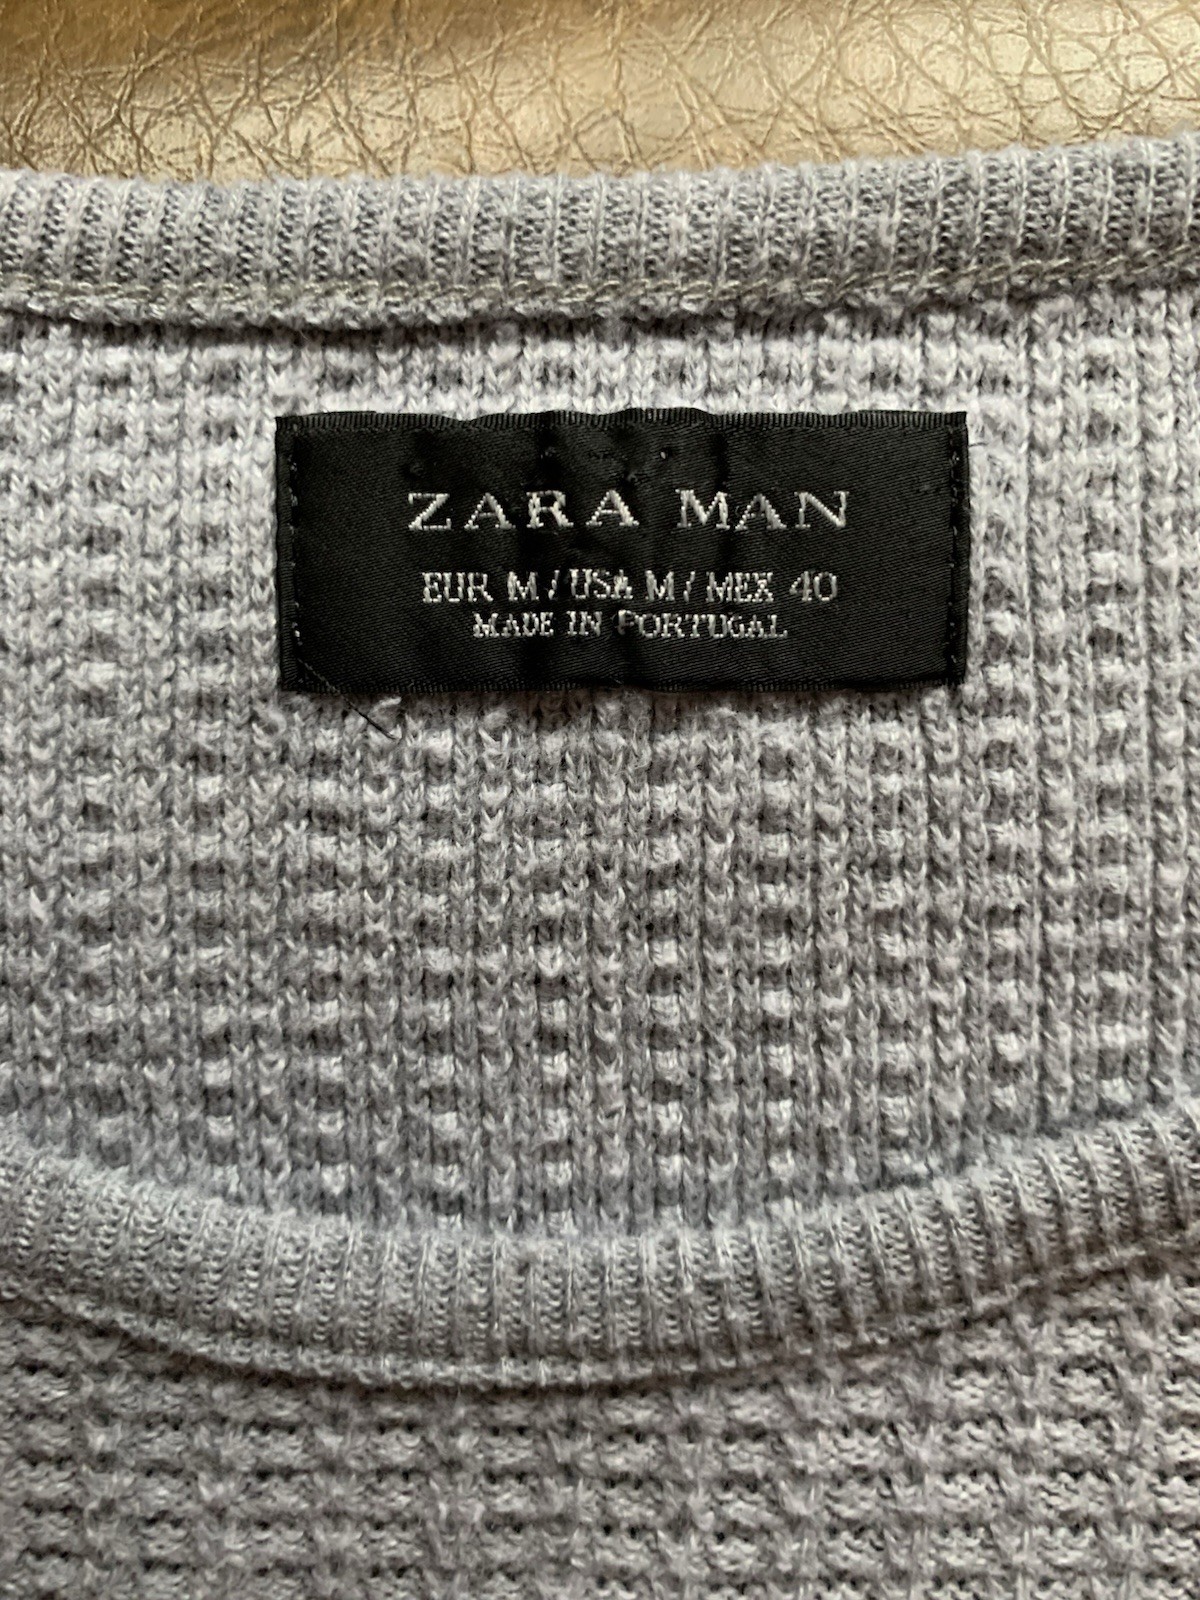 ZARA MAN
EUR M / USA M / MEX 40
MADE IN PORTUGAL